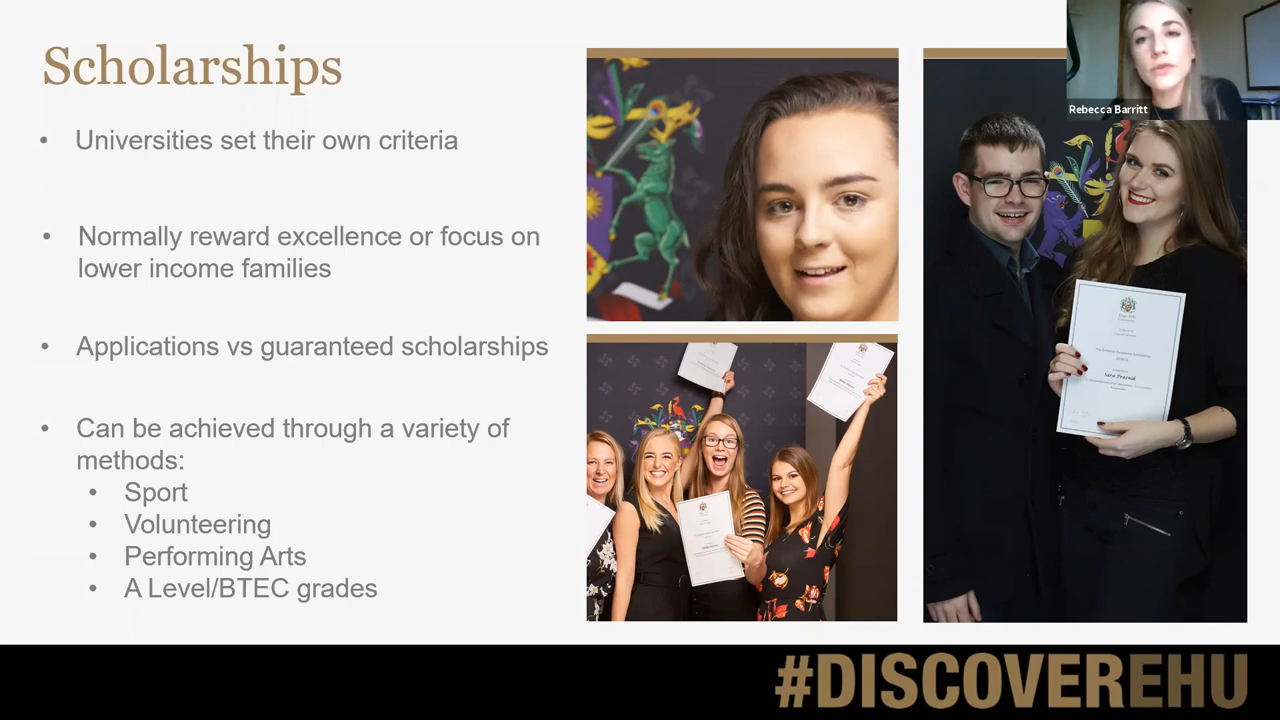 Scholarships
• Universities set their own criteria
• Normally reward excellence or focus on
lower income families
• Applications vs guaranteed scholarships
• Can be achieved through a variety of
methods:
• Sport
• Volunteering
• Performing Arts
• A Level/BTEC grades
Rebecca Barritt
#DISCOVEREHU